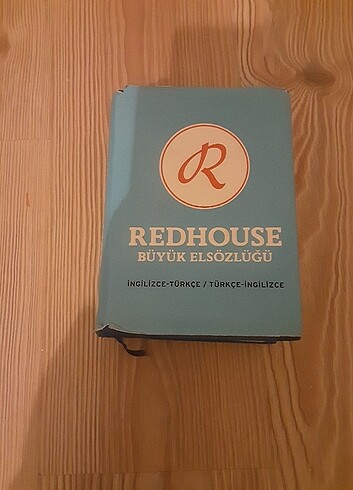 R
REDHOUSE
BÜYÜK ELSÖZLÜĞÜ
İNGİLİZCE-TÜRKÇE / TÜRKÇE-İNGİLİZCE